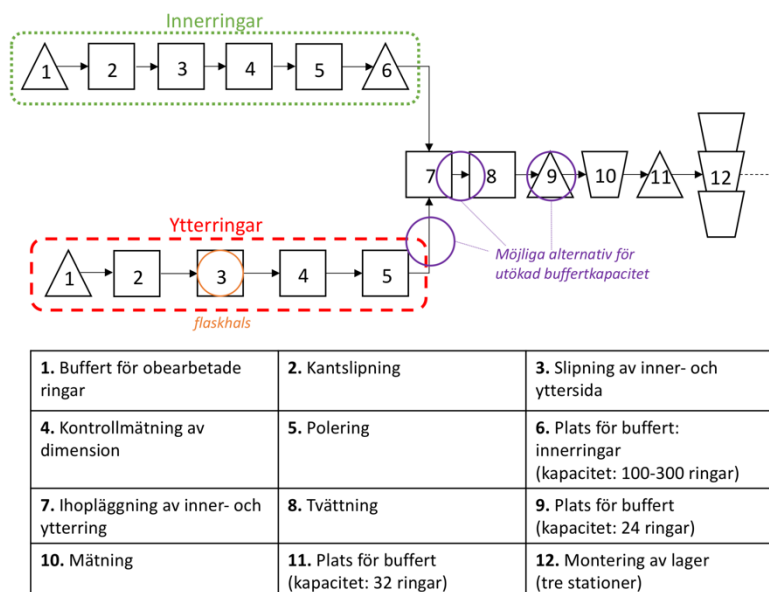 Innerringar
1 2 3 4 5 6
7 8 9 10 11 12
Ytterringar
1 2 3 4 5
flaskhals
Möjliga alternativ för
utökad buffertkapacitet
1. Buffert för obearbetade
ringar
2. Kantslipning
3. Slipning av inner- och
yttersida
4. Kontrollmätning av
dimension
5. Polering
6. Plats för buffert:
innerringar
(kapacitet: 100-300 ringar)
7. Ihopläggning av inner- och
ytterring
8. Tvättning
9. Plats för buffert
(kapacitet: 24 ringar)
10. Mätning
11. Plats för buffert
(kapacitet: 32 ringar)
12. Montering av lager
(tre stationer)